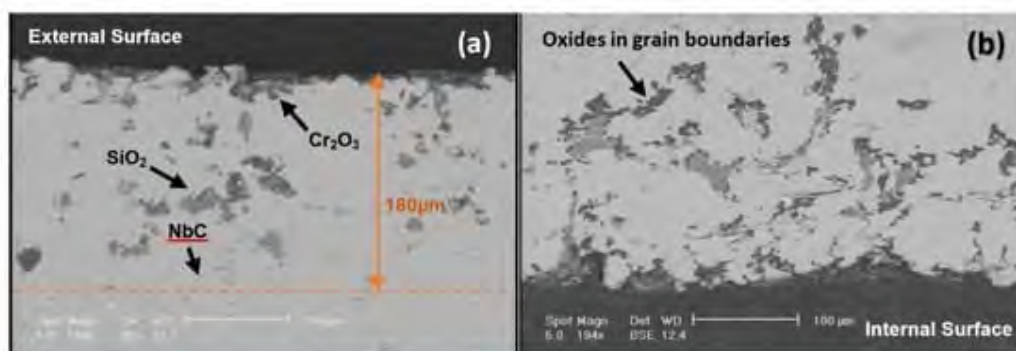 External Surface
(a)
Cr₂O₃
SiO₂
180µm
NbC
Oxides in grain boundaries
(b)
Spot Magn Det WD
5.0 194x BSE 12.4
100 µm
Internal Surface